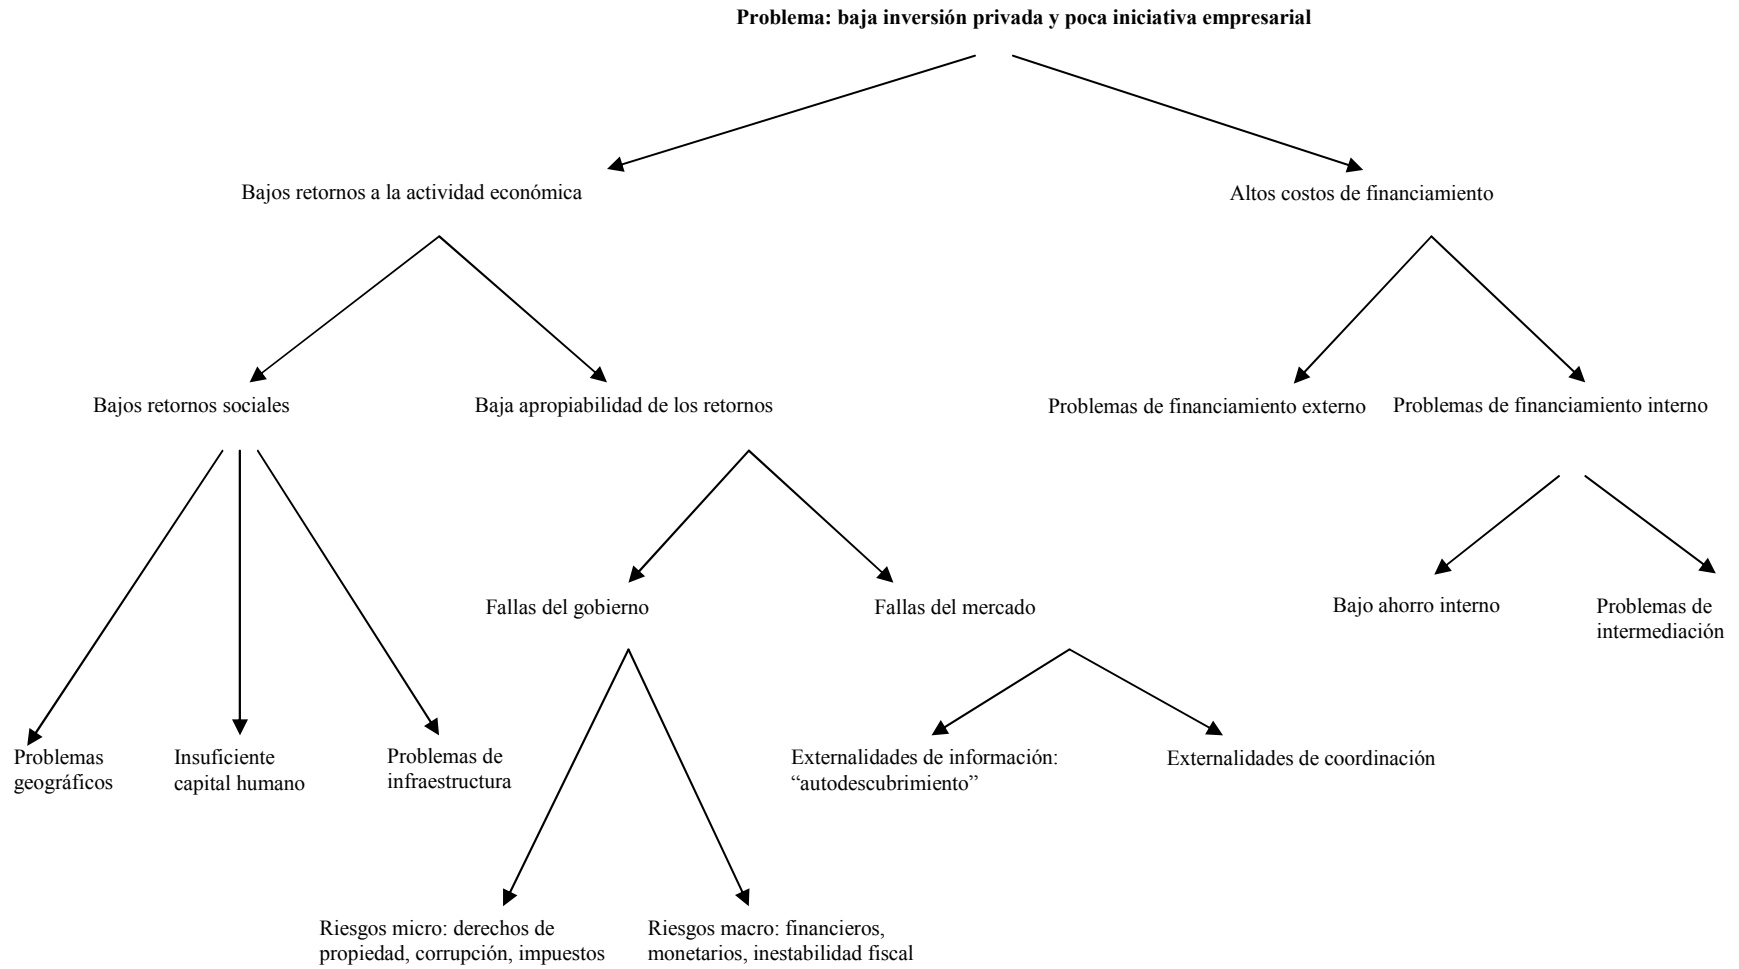 Problema: baja inversión privada y poca iniciativa empresarial
Bajos retornos a la actividad económica
Altos costos de financiamiento
Bajos retornos sociales
Baja apropiabilidad de los retornos
Problemas de financiamiento externo
Problemas de financiamiento interno
Fallas del gobierno
Fallas del mercado
Bajo ahorro interno
Problemas de
intermediación
Problemas
geográficos
Insuficiente
capital humano
Problemas de
infraestructura
Externalidades de información:
“autodescubrimiento”
Externalidades de coordinación
Riesgos micro: derechos de
propiedad, corrupción, impuestos
Riesgos macro: financieros,
monetarios, inestabilidad fiscal